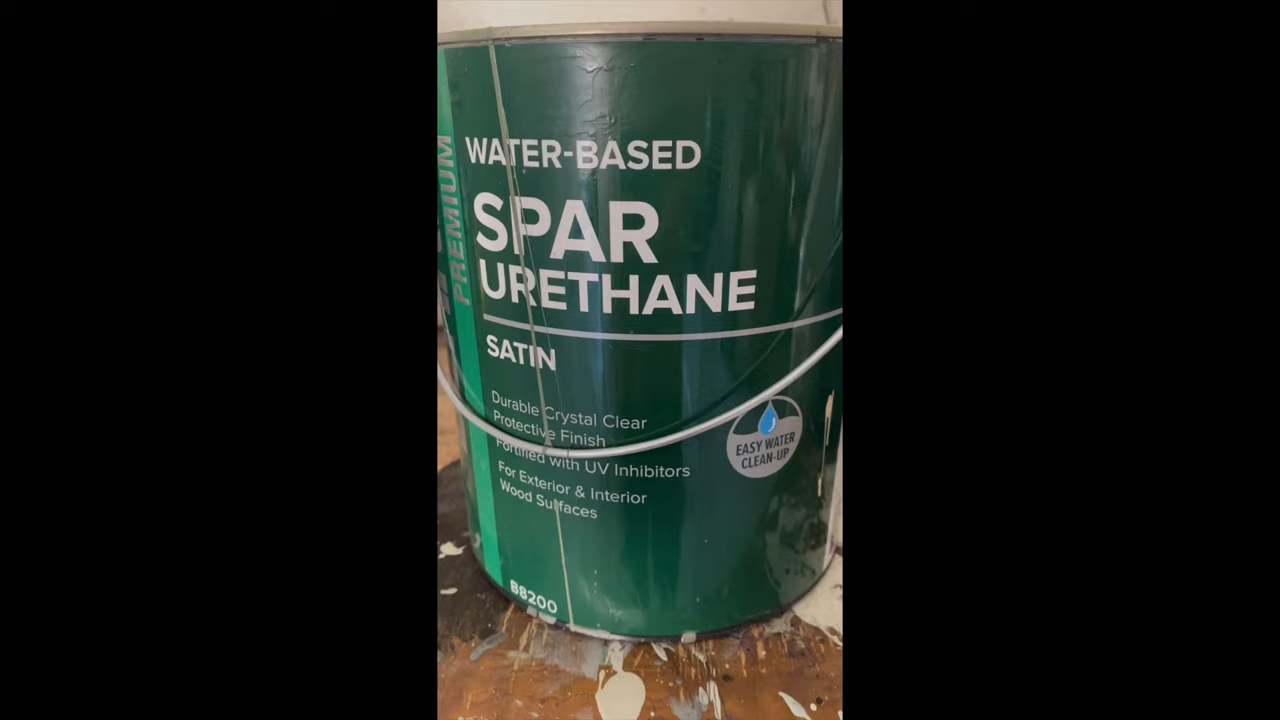 PREMIUM
WATER-BASED
SPAR
URETHANE
SATIN
Durable Crystal Clear
Protective Finish
Fortified with UV Inhibitors
For Exterior & Interior
Wood Surfaces
EASY WATER
CLEAN-UP
B8200